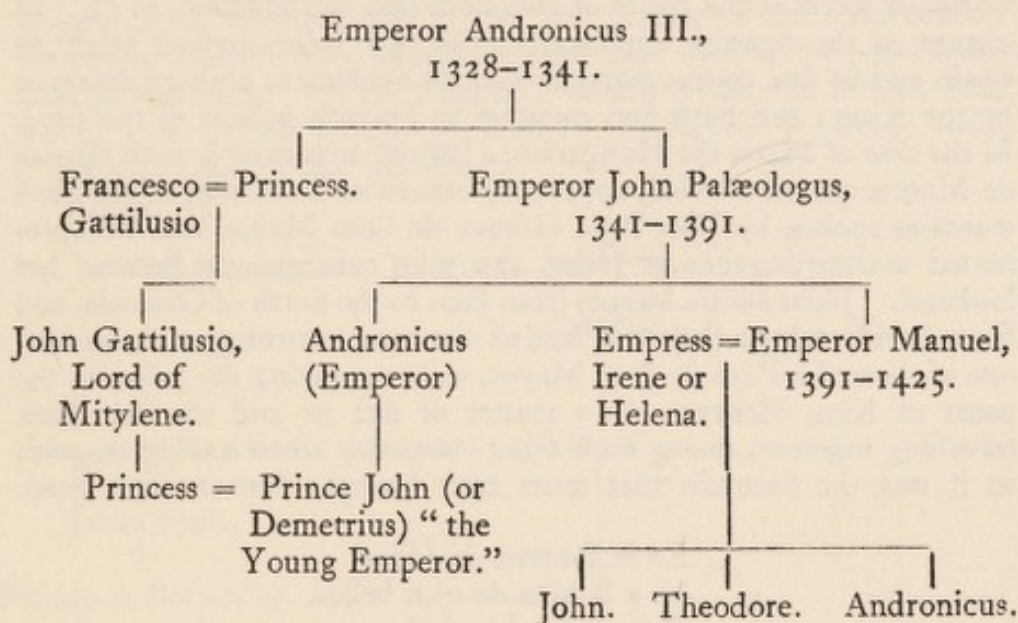 Emperor Andronicus III.,
1328–1341.
Francesco = Princess.
Gattilusio
Emperor John Palæologus,
1341–1391.
John Gattilusio,
Lord of
Mitylene.
Andronicus
(Emperor)
Empress = Emperor Manuel,
Irene or 1391–1425.
Helena.
Princess = Prince John (or
Demetrius) “ the
Young Emperor.”
John. Theodore. Andronicus.